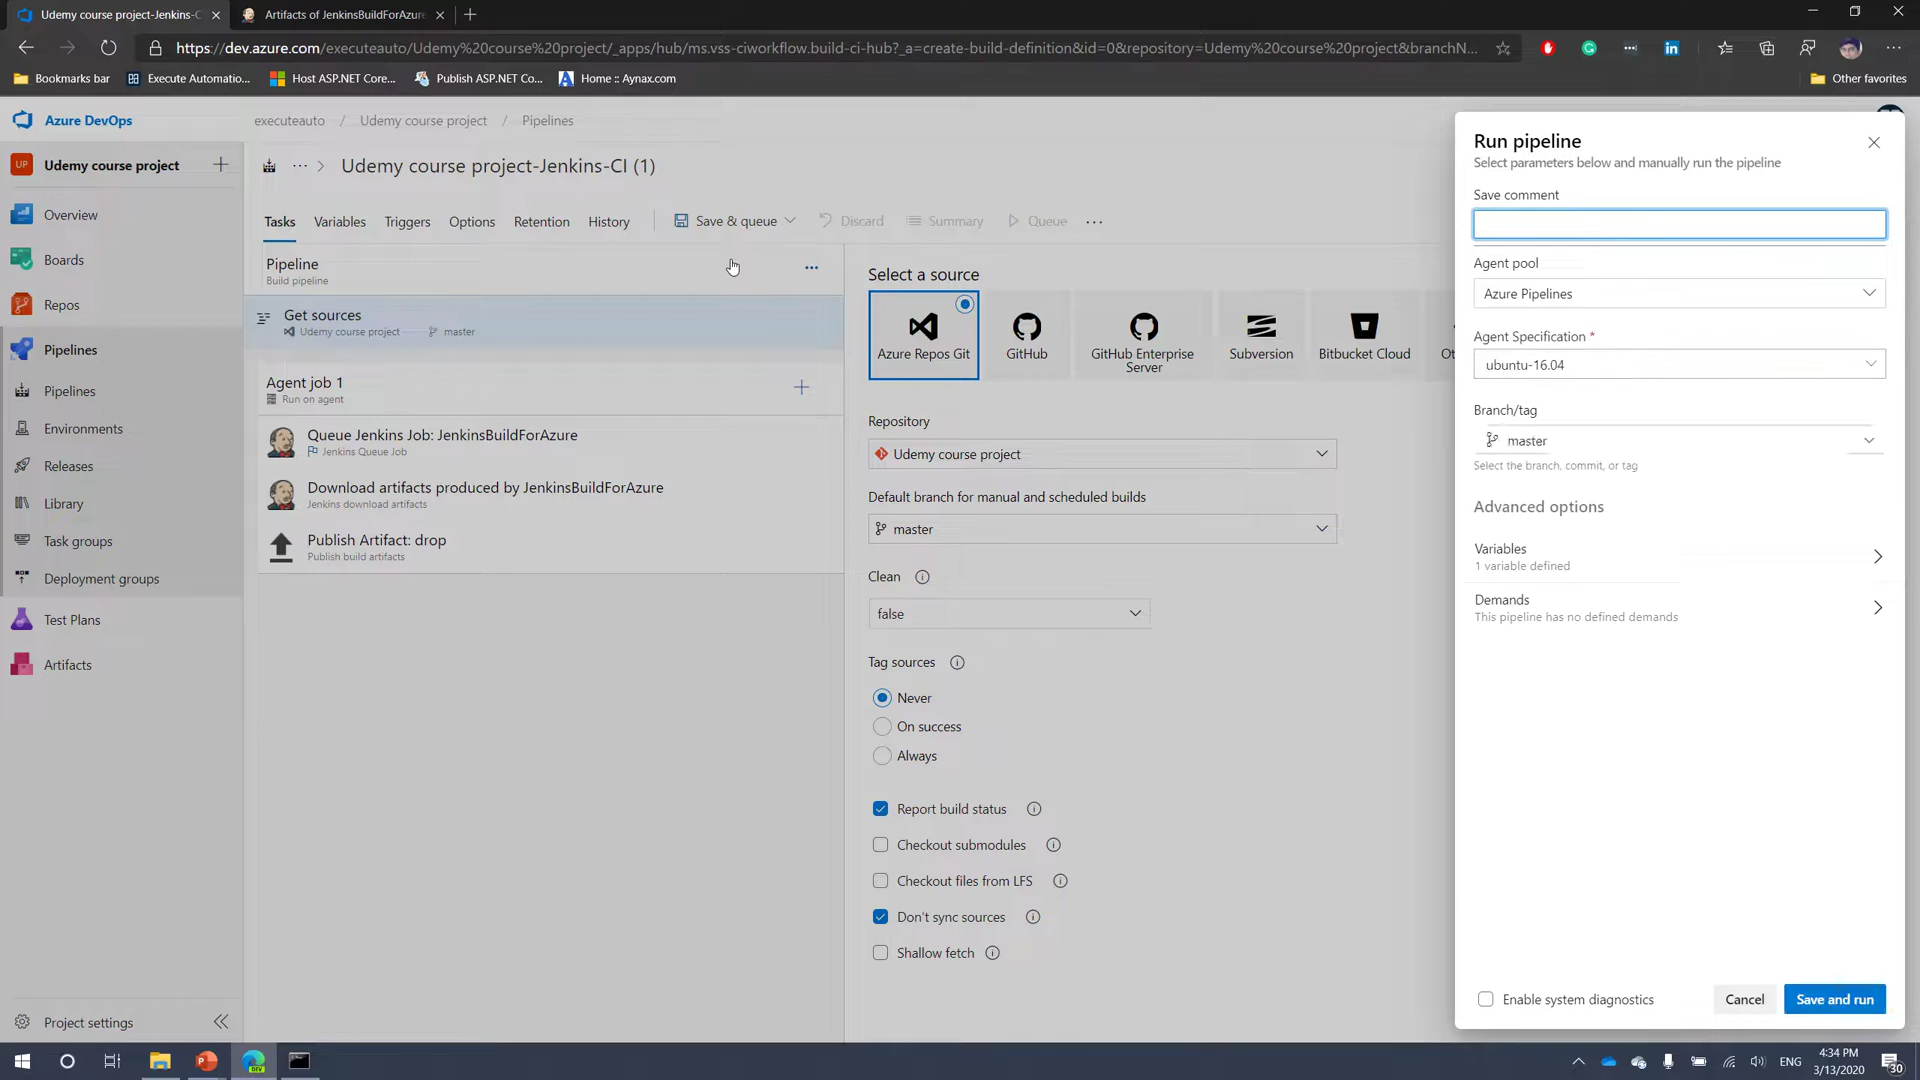 Udemy course project-Jenkins-C
Artifacts of JenkinsBuildForAzure
https://dev.azure.com/executeauto/Udemy%20course%20project/_apps/hub/ms.vss-ciworkflow.build-ci-hub?_a=create-build-definition&id=0&repository=Udemy%20course%20project&branchN...
Bookmarks bar
Execute Automatio...
Host ASP.NET Core...
Publish ASP.NET Co...
Home :: Aynax.com
Other favorites
Azure DevOps
executeauto / Udemy course project / Pipelines
UP
Udemy course project
Overview
Boards
Repos
Pipelines
Pipelines
Environments
Releases
Library
Task groups
Deployment groups
Test Plans
Artifacts
Project settings
Udemy course project-Jenkins-CI (1)
Tasks
Variables
Triggers
Options
Retention
History
Save & queue
Discard
Summary
Queue
Pipeline
Build pipeline
Get sources
Udemy course project
master
Agent job 1
Run on agent
Queue Jenkins Job: JenkinsBuildForAzure
Jenkins Queue Job
Download artifacts produced by JenkinsBuildForAzure
Jenkins download artifacts
Publish Artifact: drop
Publish build artifacts
Select a source
Azure Repos Git
GitHub
GitHub Enterprise
Server
Subversion
Bitbucket Cloud
Ot
Repository
Udemy course project
Default branch for manual and scheduled builds
master
Clean
false
Tag sources
Never
On success
Always
Report build status
Checkout submodules
Checkout files from LFS
Don't sync sources
Shallow fetch
Run pipeline
Select parameters below and manually run the pipeline
Save comment
Agent pool
Azure Pipelines
Agent Specification *
ubuntu-16.04
Branch/tag
master
Select the branch, commit, or tag
Advanced options
Variables
1 variable defined
Demands
This pipeline has no defined demands
Enable system diagnostics
Cancel
Save and run
DEV
ENG
4:34 PM
3/13/2020
30